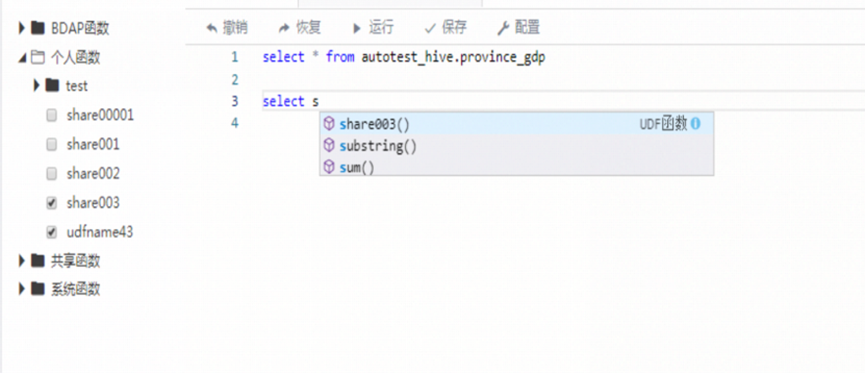 BDAP函数
个人函数
test
share00001
share001
share002
share003
udfname43
共享函数
系统函数
撤销 恢复 运行 保存 配置
1 select * from autotest_hive.province_gdp
2
3 select s
4
share003() UDF函数
substring()
sum()